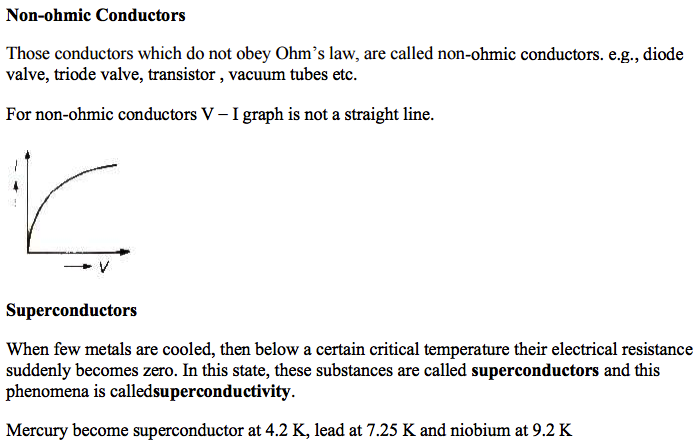 Non-ohmic Conductors
Those conductors which do not obey Ohm's law, are called non-ohmic conductors. e.g., diode
valve, triode valve, transistor , vacuum tubes etc.
For non-ohmic conductors V – I graph is not a straight line.
I
V
Superconductors
When few metals are cooled, then below a certain critical temperature their electrical resistance
suddenly becomes zero. In this state, these substances are called superconductors and this
phenomena is calledsuperconductivity.
Mercury become superconductor at 4.2 K, lead at 7.25 K and niobium at 9.2 K